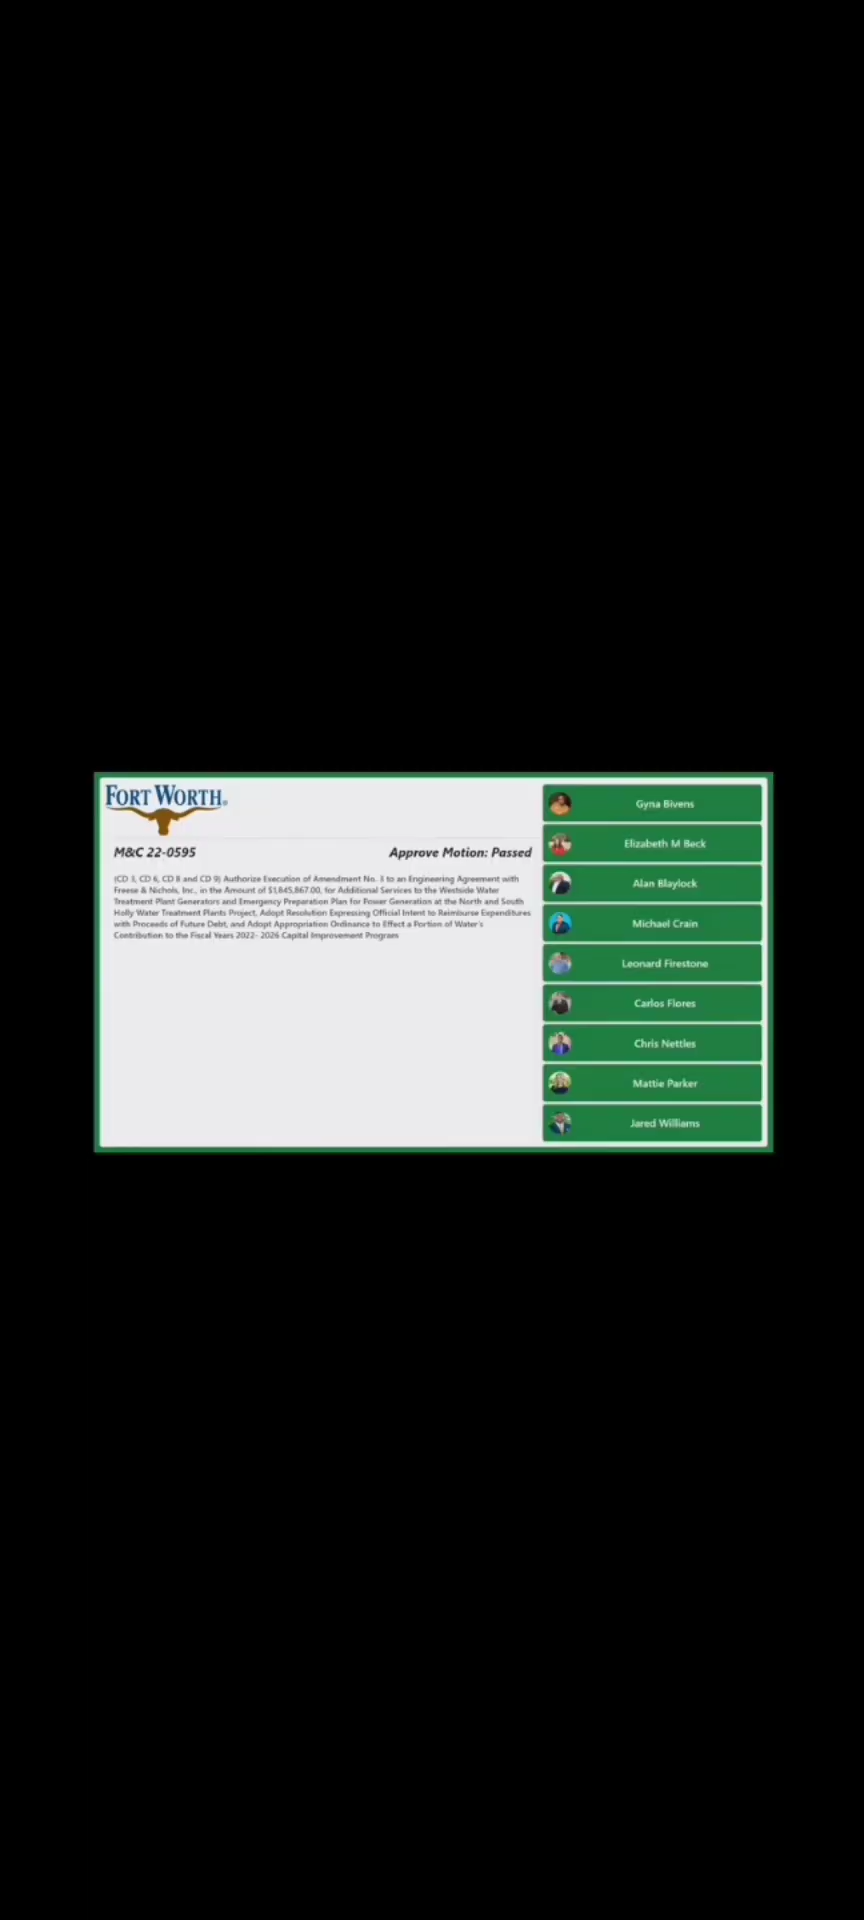 FORT WORTH®
M&C 22-0595
Approve Motion: Passed
(CD 3, CD 6, CD 8 and CD 9) Authorize Execution of Amendment No. 3 to an Engineering Agreement with
Freese & Nichols, Inc., in the Amount of $1,845,867.00, for Additional Services to the Westside Water
Treatment Plant Generators and Emergency Preparation Plan for Power Generation at the North and South
Holly Water Treatment Plants Project, Adopt Resolution Expressing Official Intent to Reimburse Expenditures
with Proceeds of Future Debt, and Adopt Appropriation Ordinance to Effect a Portion of Water's
Contribution to the Fiscal Years 2022- 2026 Capital Improvement Program
Gyna Bivens
Elizabeth M Beck
Alan Blaylock
Michael Crain
Leonard Firestone
Carlos Flores
Chris Nettles
Mattie Parker
Jared Williams